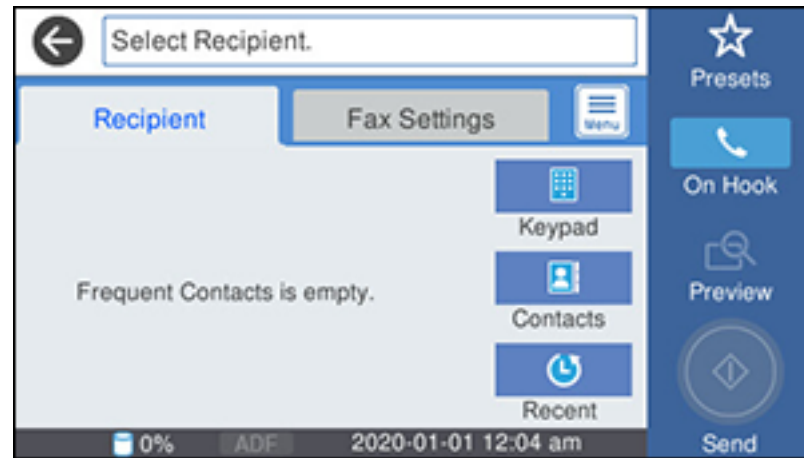 Select Recipient.
Presets
Recipient
Fax Settings
Menu
On Hook
Keypad
Preview
Frequent Contacts is empty.
Contacts
Recent
0%
ADF
2020-01-01 12:04 am
Send